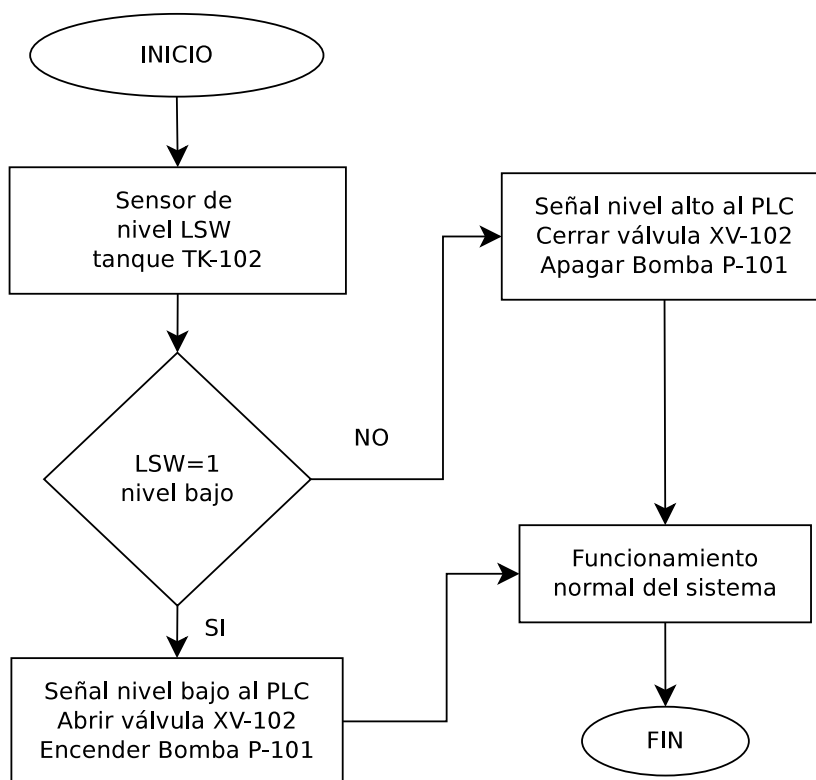 INICIO
Sensor de
nivel LSW
tanque TK-102
LSW=1
nivel bajo
NO
SI
Señal nivel alto al PLC
Cerrar válvula XV-102
Apagar Bomba P-101
Señal nivel bajo al PLC
Abrir válvula XV-102
Encender Bomba P-101
Funcionamiento
normal del sistema
FIN